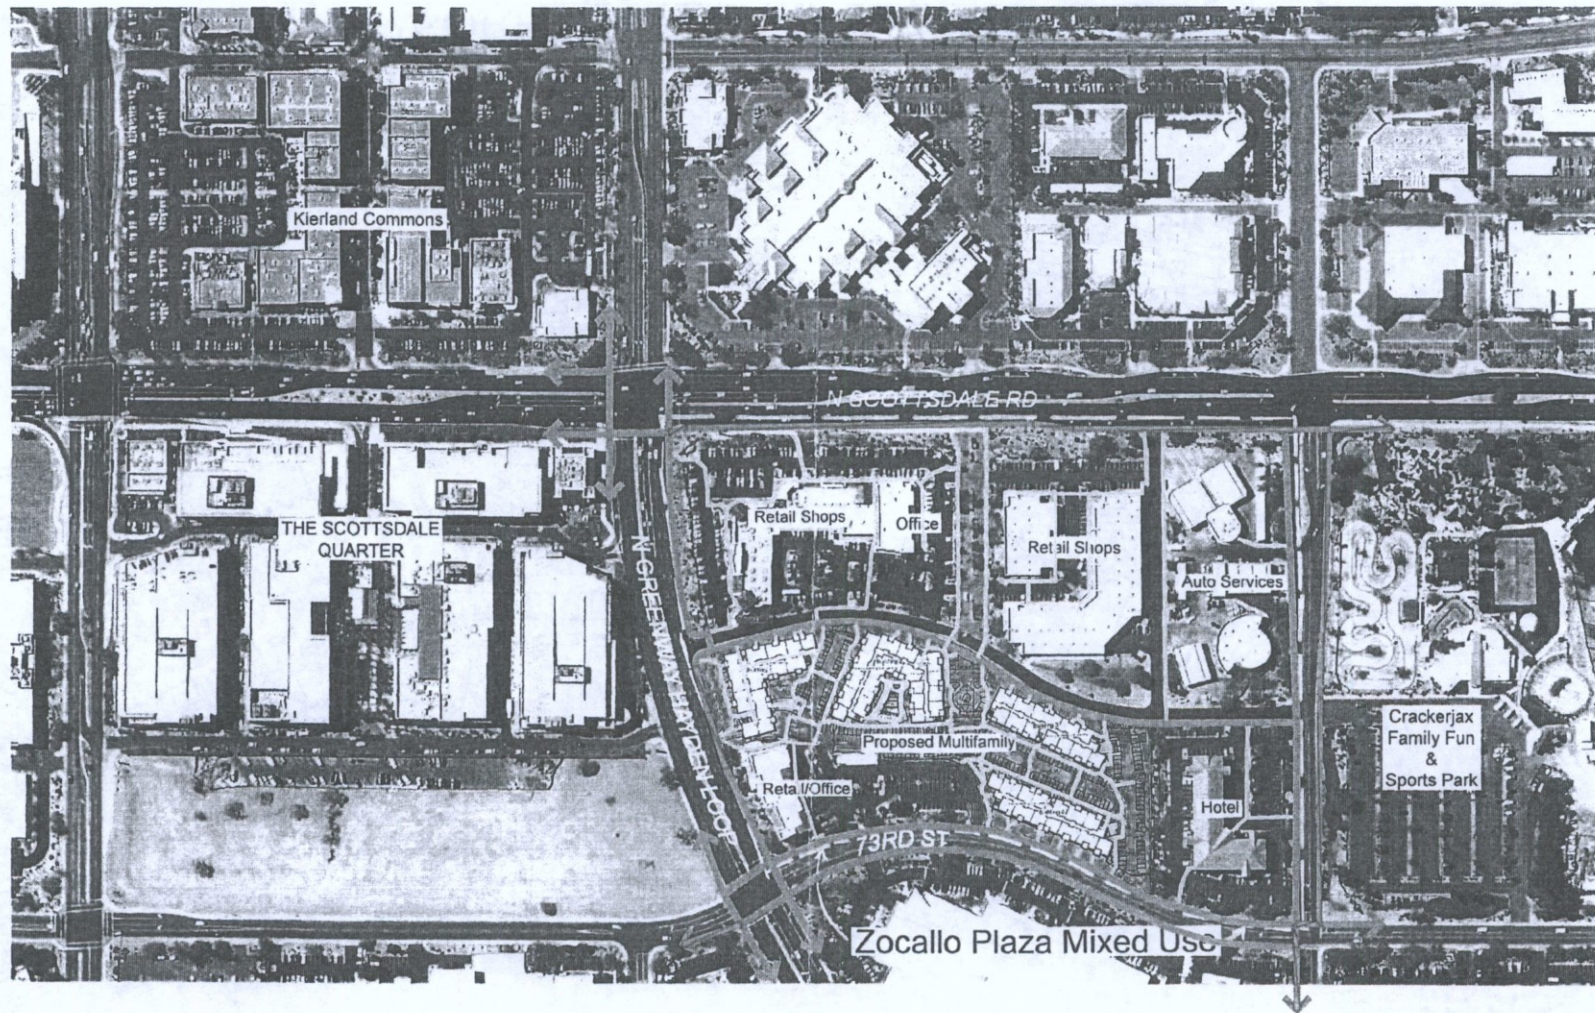 Kierland Commons
N SCOTTSDALE RD
THE SCOTTSDALE
QUARTER
Retail Shops
Office
Retail Shops
Auto Services
N GREENWAY HAYDEN LOOP
Proposed Multifamily
Retail/Office
Hotel
Crackerjax
Family Fun
&
Sports Park
73RD ST
Zocallo Plaza Mixed Use